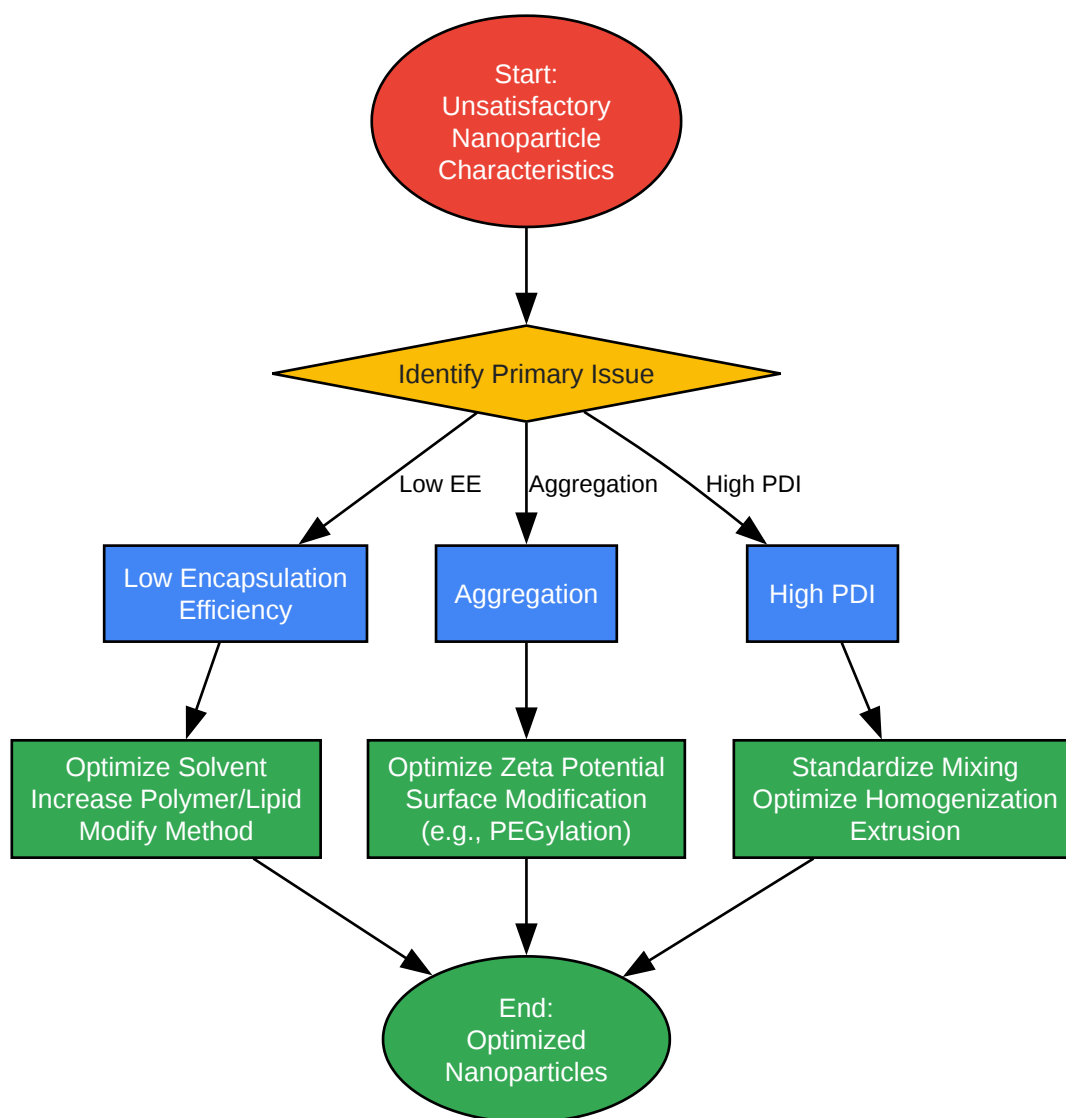 Start:
Unsatisfactory
Nanoparticle
Characteristics
Identify Primary Issue
Low EE
Aggregation
High PDI
Low Encapsulation
Efficiency
Aggregation
High PDI
Optimize Solvent
Increase Polymer/Lipid
Modify Method
Optimize Zeta Potential
Surface Modification
(e.g., PEGylation)
Standardize Mixing
Optimize Homogenization
Extrusion
End:
Optimized
Nanoparticles